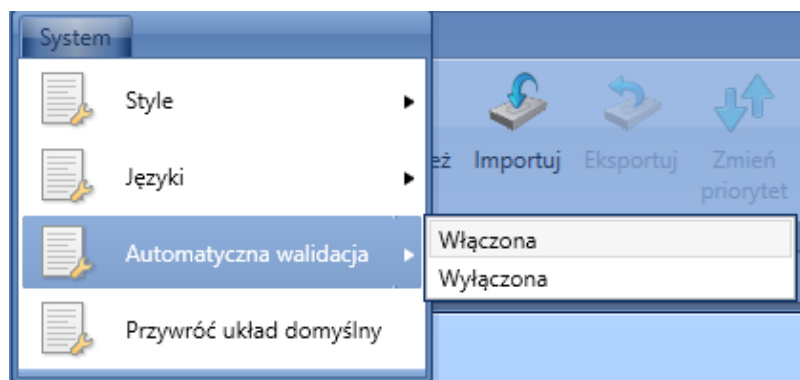 System
Style
Języki
Automatyczna walidacja
Przywróć układ domyślny
Importuj
Eksportuj
Zmień
priorytet
Włączona
Wyłączona